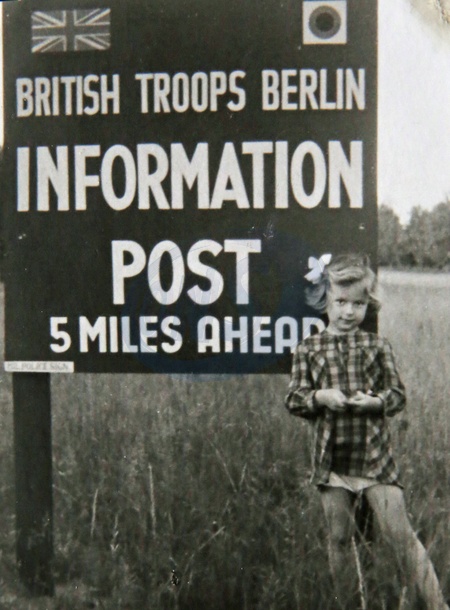 BRITISH TROOPS BERLIN
INFORMATION
POST
5 MILES AHEAD